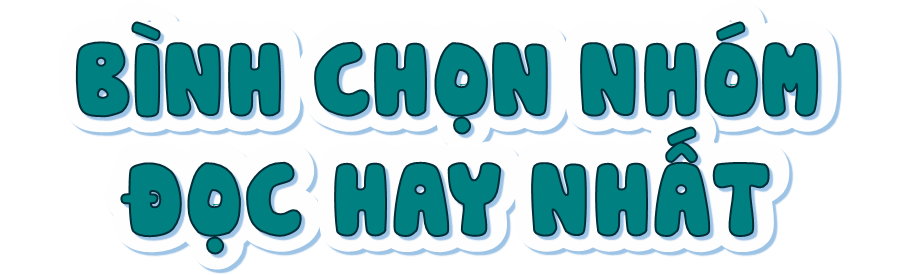 BÌNH CHỌN NHÓM
ĐỌC HAY NHẤT